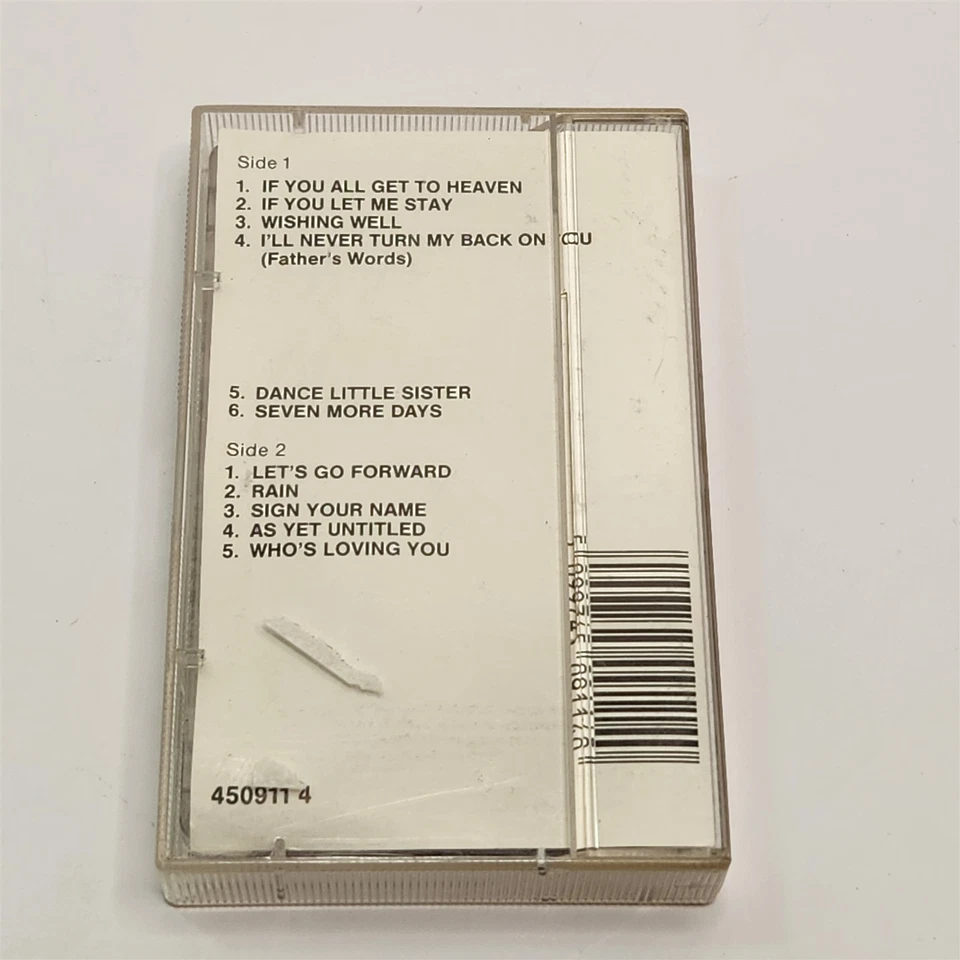 Side 1
1. IF YOU ALL GET TO HEAVEN
2. IF YOU LET ME STAY
3. WISHING WELL
4. I'LL NEVER TURN MY BACK ON YOU
(Father's Words)
5. DANCE LITTLE SISTER
6. SEVEN MORE DAYS
Side 2
1. LET'S GO FORWARD
2. RAIN
3. SIGN YOUR NAME
4. AS YET UNTITLED
5. WHO'S LOVING YOU
450911 4